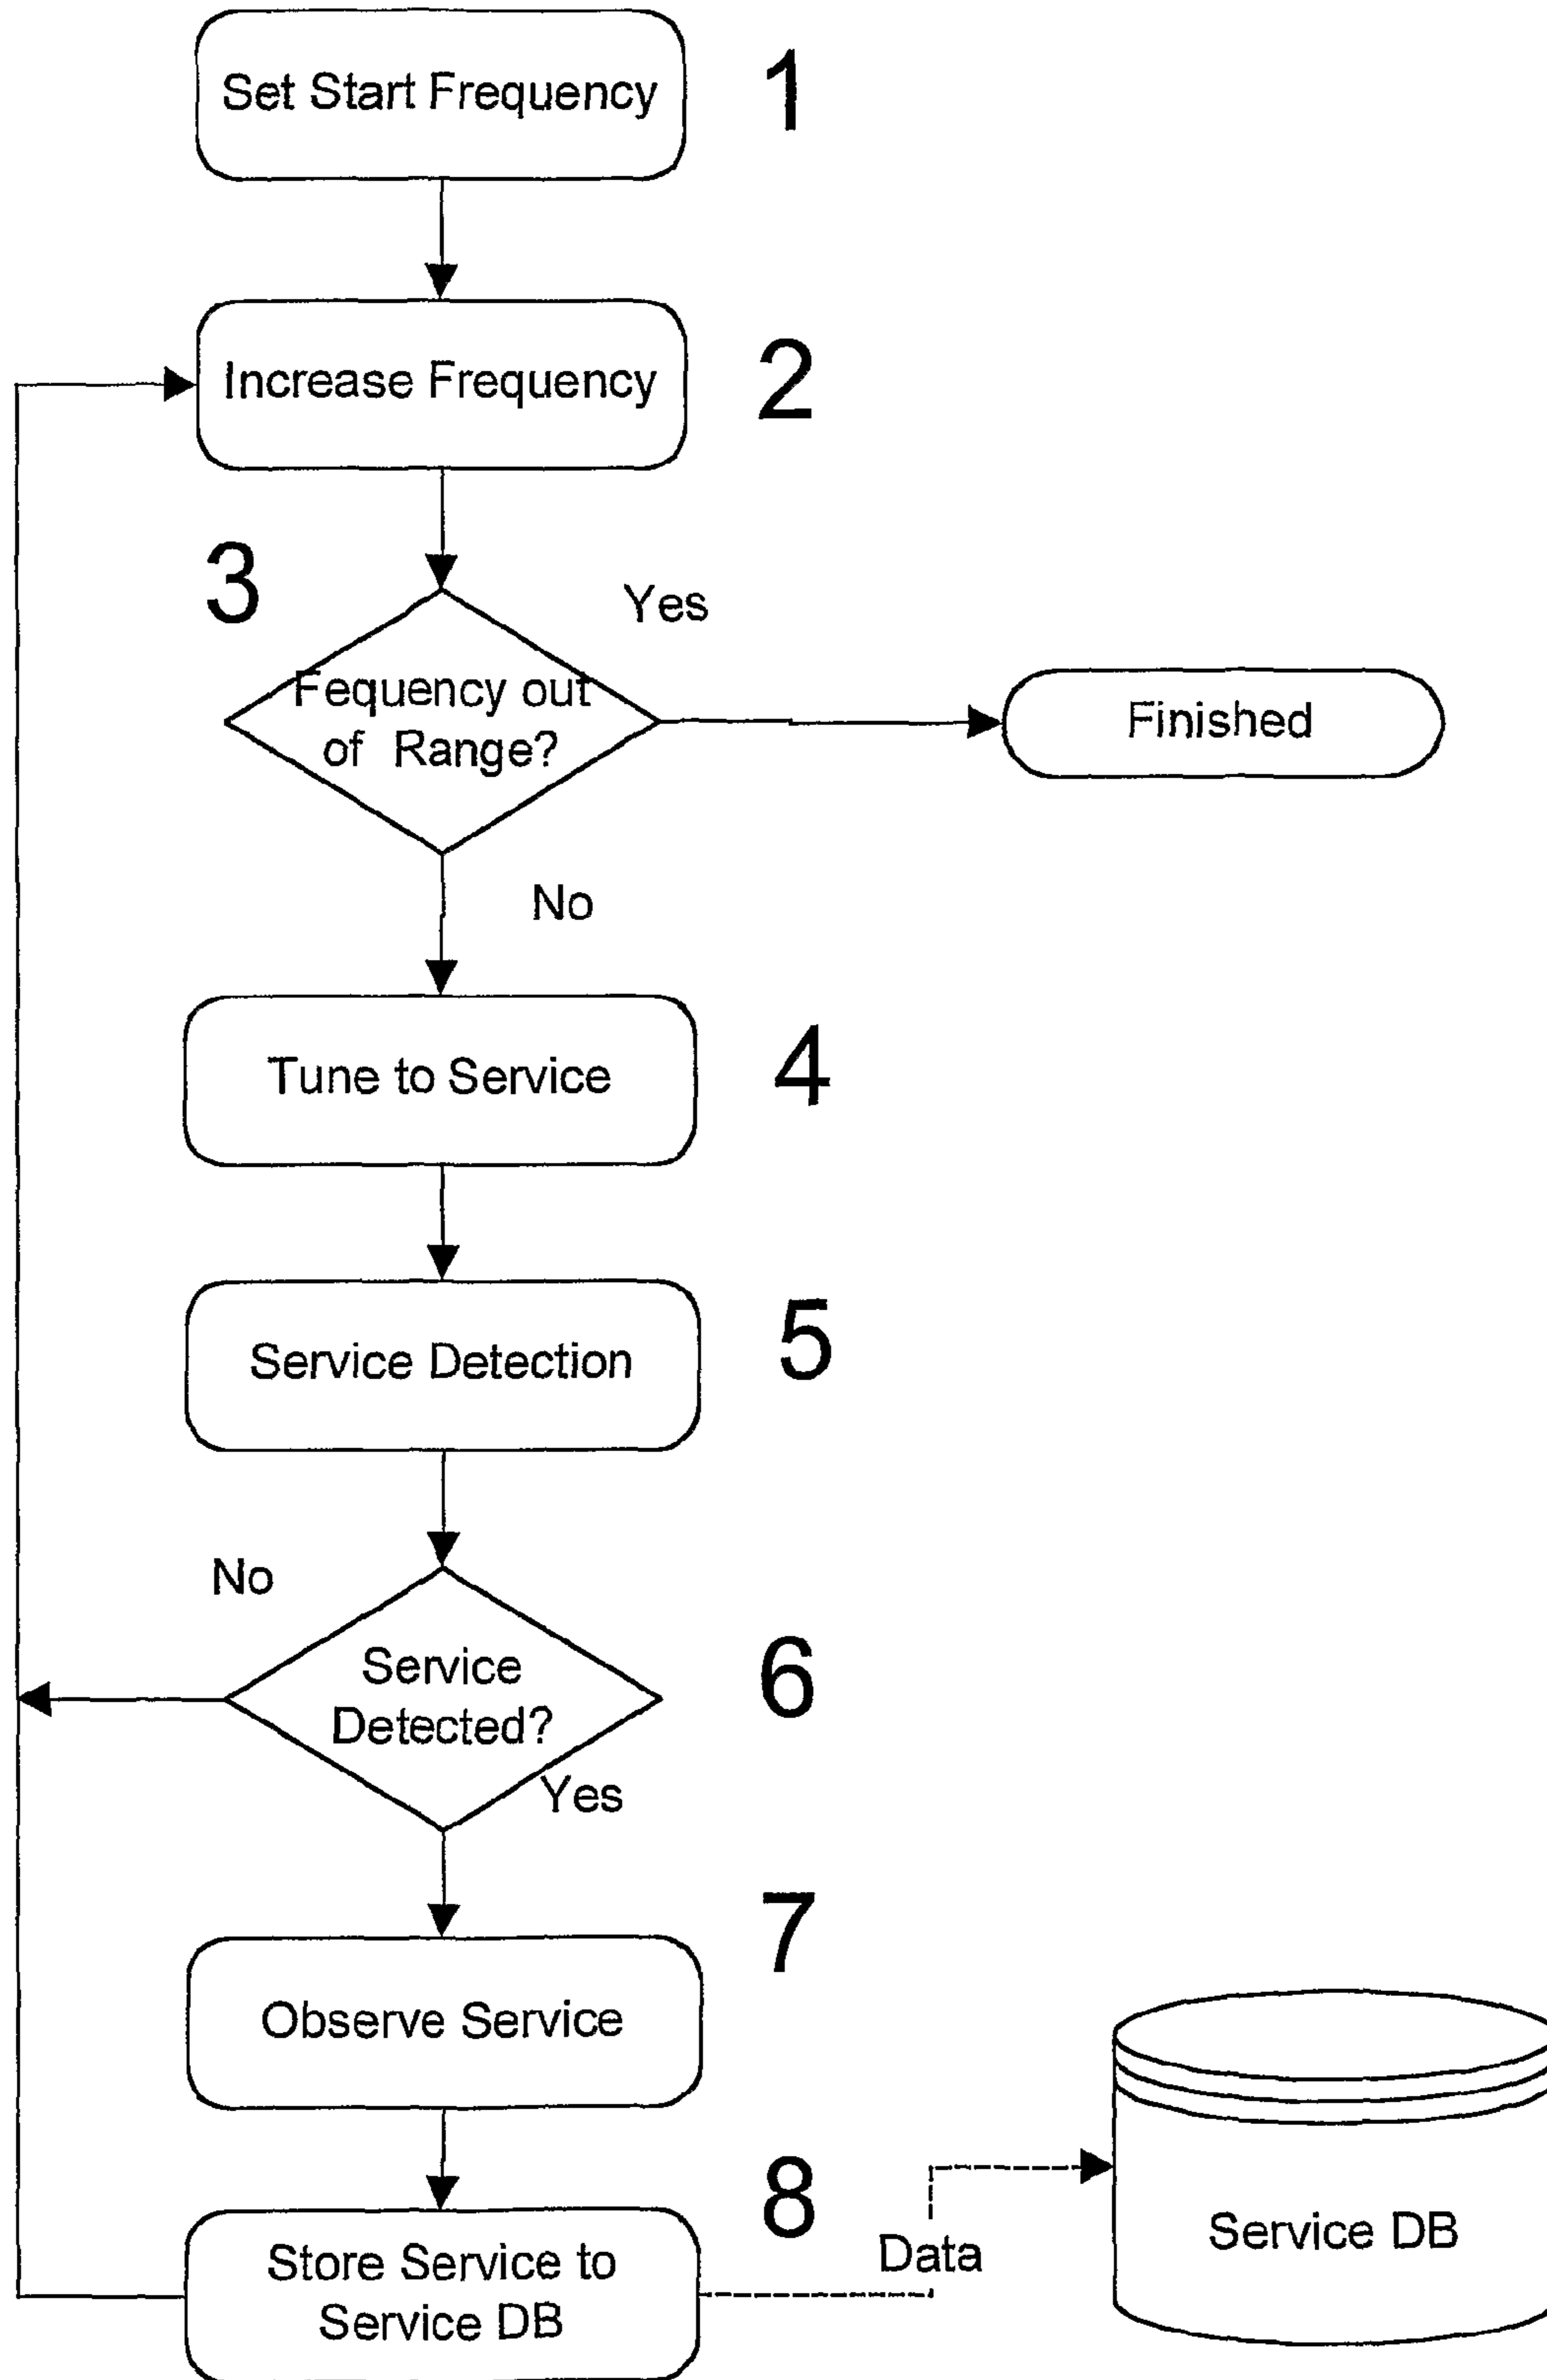 Set Start Frequency
1
Increase Frequency
2
3
Yes
Fequency out
of Range?
Finished
No
Tune to Service
4
Service Detection
5
No
Service
Detected?
6
Yes
7
Observe Service
8
Store Service to
Service DB
Data
Service DB